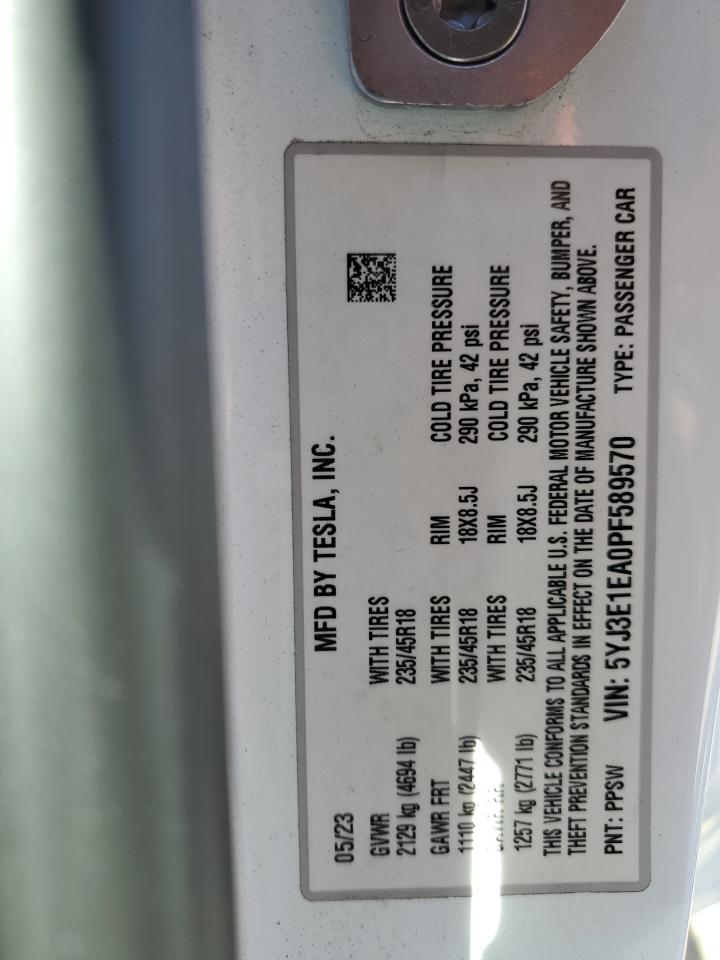 MFD BY TESLA, INC.
05/23
GVWR WITH TIRES
2129 kg (4694 lb) 235/45R18
GAWR FRT WITH TIRES RIM COLD TIRE PRESSURE
1110 kg (2447 lb) 235/45R18 18X8.5J 290 kPa, 42 psi
WITH TIRES RIM COLD TIRE PRESSURE
1257 kg (2771 lb) 235/45R18 18X8.5J 290 kPa, 42 psi
THIS VEHICLE CONFORMS TO ALL APPLICABLE U.S. FEDERAL MOTOR VEHICLE SAFETY, BUMPER, AND
THEFT PREVENTION STANDARDS IN EFFECT ON THE DATE OF MANUFACTURE SHOWN ABOVE.
PNT: PPSW VIN: 5YJ3E1EA0PF589570 TYPE: PASSENGER CAR